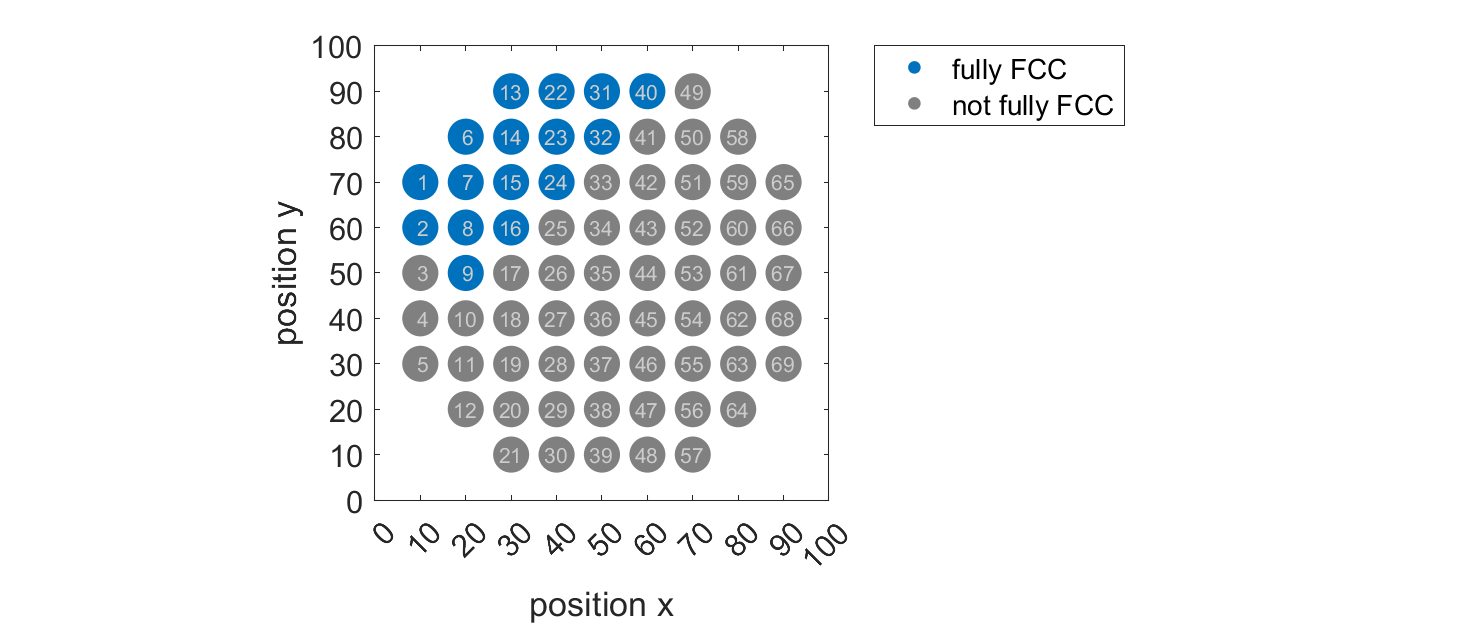 100
90
80
70
60
50
40
30
20
10
0
position y
13 22 31 40 49
6 14 23 32 41 50 58
1 7 15 24 33 42 51 59 65
2 8 16 25 34 43 52 60 66
3 9 17 26 35 44 53 61 67
4 10 18 27 36 45 54 62 68
5 11 19 28 37 46 55 63 69
12 20 29 38 47 56 64
21 30 39 48 57
0 10 20 30 40 50 60 70 80 90 100
position x
fully FCC
not fully FCC